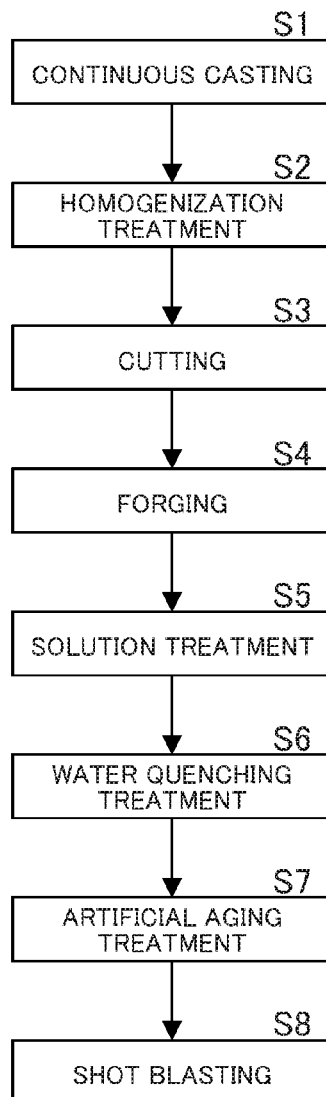 S1
CONTINUOUS CASTING
S2
HOMOGENIZATION
TREATMENT
S3
CUTTING
S4
FORGING
S5
SOLUTION TREATMENT
S6
WATER QUENCHING
TREATMENT
S7
ARTIFICIAL AGING
TREATMENT
S8
SHOT BLASTING